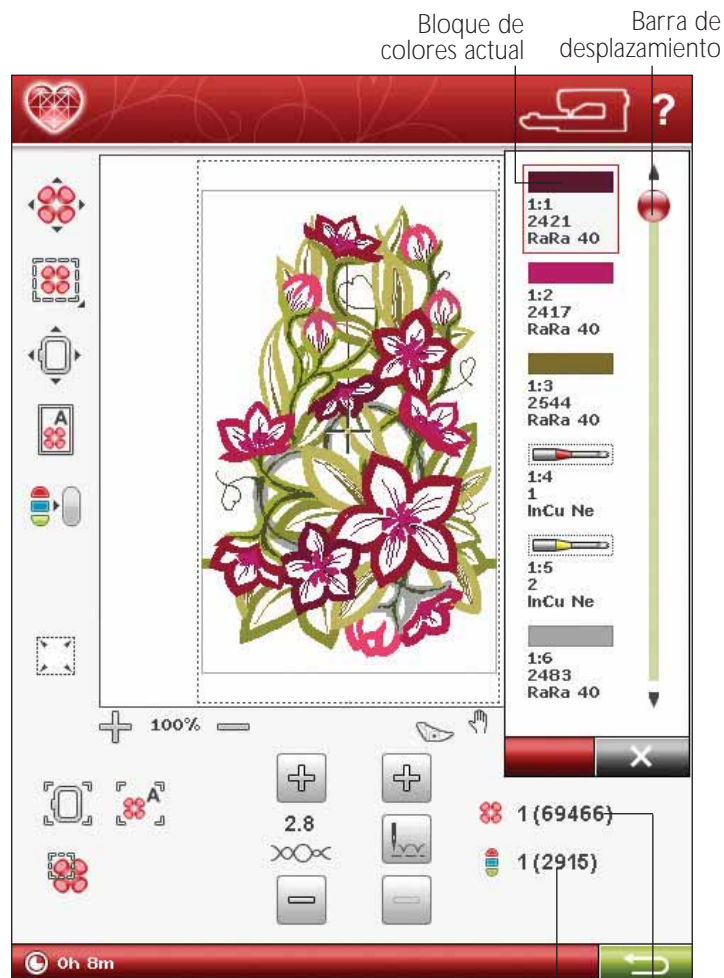 Bloque de
colores actual
Barra de
desplazamiento
?
1:1
2421
RaRa 40
1:2
2417
RaRa 40
1:3
2544
RaRa 40
1:4
1
InCu Ne
1:5
2
InCu Ne
1:6
2483
RaRa 40
A
100%
A
2.8
1 (69466)
1 (2915)
0h 8m